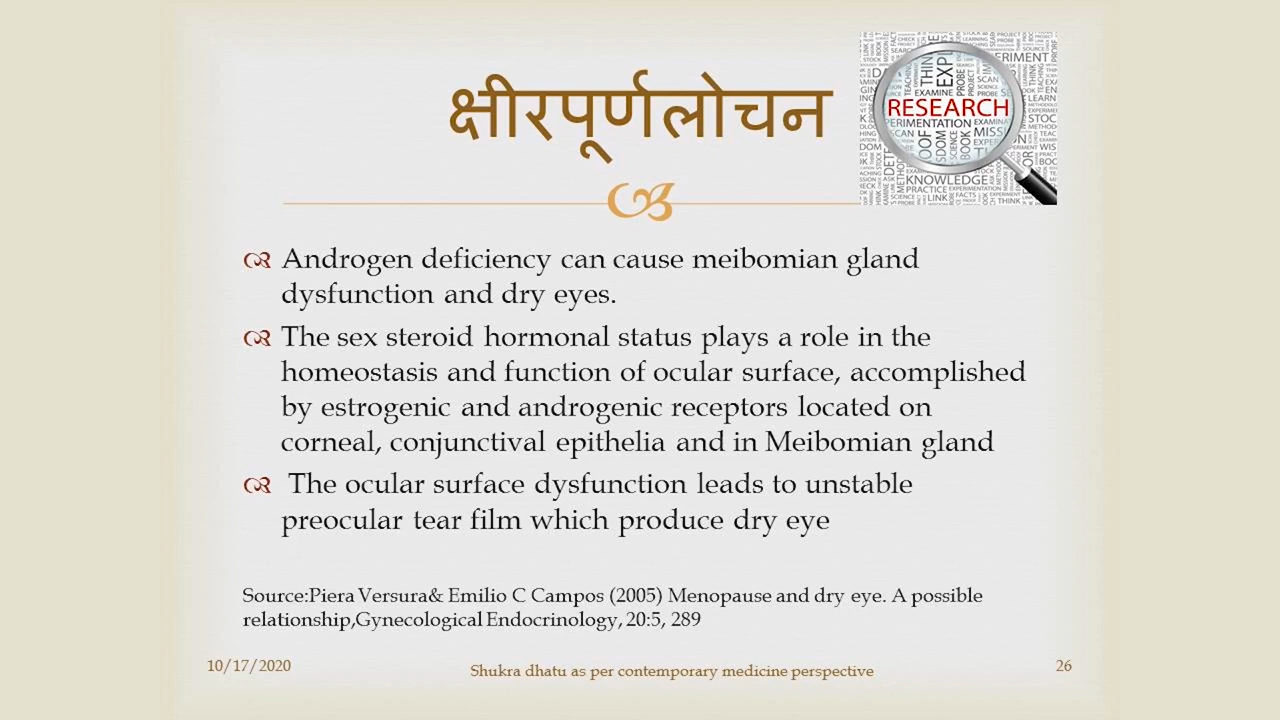 क्षीरपूर्णलोचन
RESEARCH
Androgen deficiency can cause meibomian gland
dysfunction and dry eyes.
The sex steroid hormonal status plays a role in the
homeostasis and function of ocular surface, accomplished
by estrogenic and androgenic receptors located on
corneal, conjunctival epithelia and in Meibomian gland
The ocular surface dysfunction leads to unstable
preocular tear film which produce dry eye
Source:Piera Versura& Emilio C Campos (2005) Menopause and dry eye. A possible
relationship,Gynecological Endocrinology, 20:5, 289
10/17/2020
Shukra dhatu as per contemporary medicine perspective
26